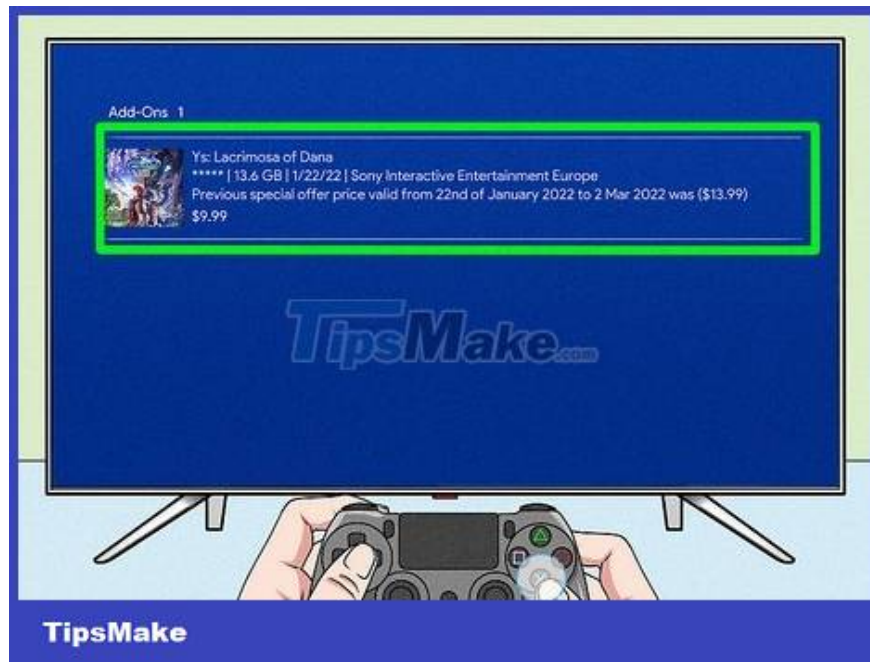 Add-Ons 1
Ys: Lacrimosa of Dana
***** | 13.6 GB | 1/22/22 | Sony Interactive Entertainment Europe
Previous special offer price valid from 22nd of January 2022 to 2 Mar 2022 was ($13.99)
$9.99
TipsMake.com
TipsMake